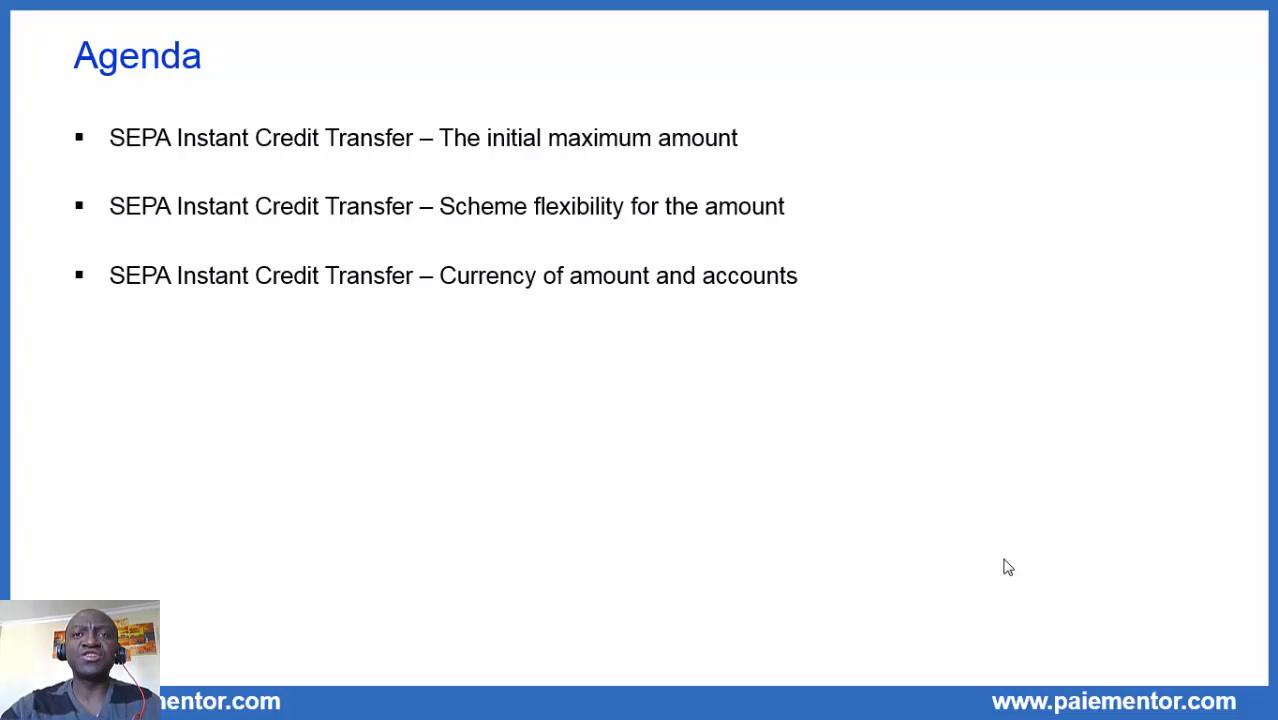 Agenda
▪ SEPA Instant Credit Transfer – The initial maximum amount
▪ SEPA Instant Credit Transfer – Scheme flexibility for the amount
▪ SEPA Instant Credit Transfer – Currency of amount and accounts
mentor.com www.paiementor.com